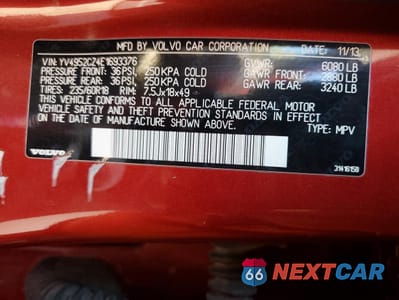 MFD. BY VOLVO CAR CORPORATION 11/13
VIN: YV4952CZ4E1693376 GVWR: 6080 LB
PRESSURE FRONT: 36 PSI, 250 KPA COLD GAWR FRONT: 2880 LB
PRESSURE REAR: 36 PSI, 250 KPA COLD GAWR REAR: 3240 LB
TIRES: 235/60R18 RIM: 7,5Jx18x49
THIS VEHICLE CONFORMS TO ALL APPLICABLE FEDERAL MOTOR
VEHICLE SAFETY AND THEFT PREVENTION STANDARDS IN
EFFECT ON THE DATE OF MANUFACTURE SHOWN ABOVE.
TYPE: MPV
VOLVO 31416150
66 NEXTCAR